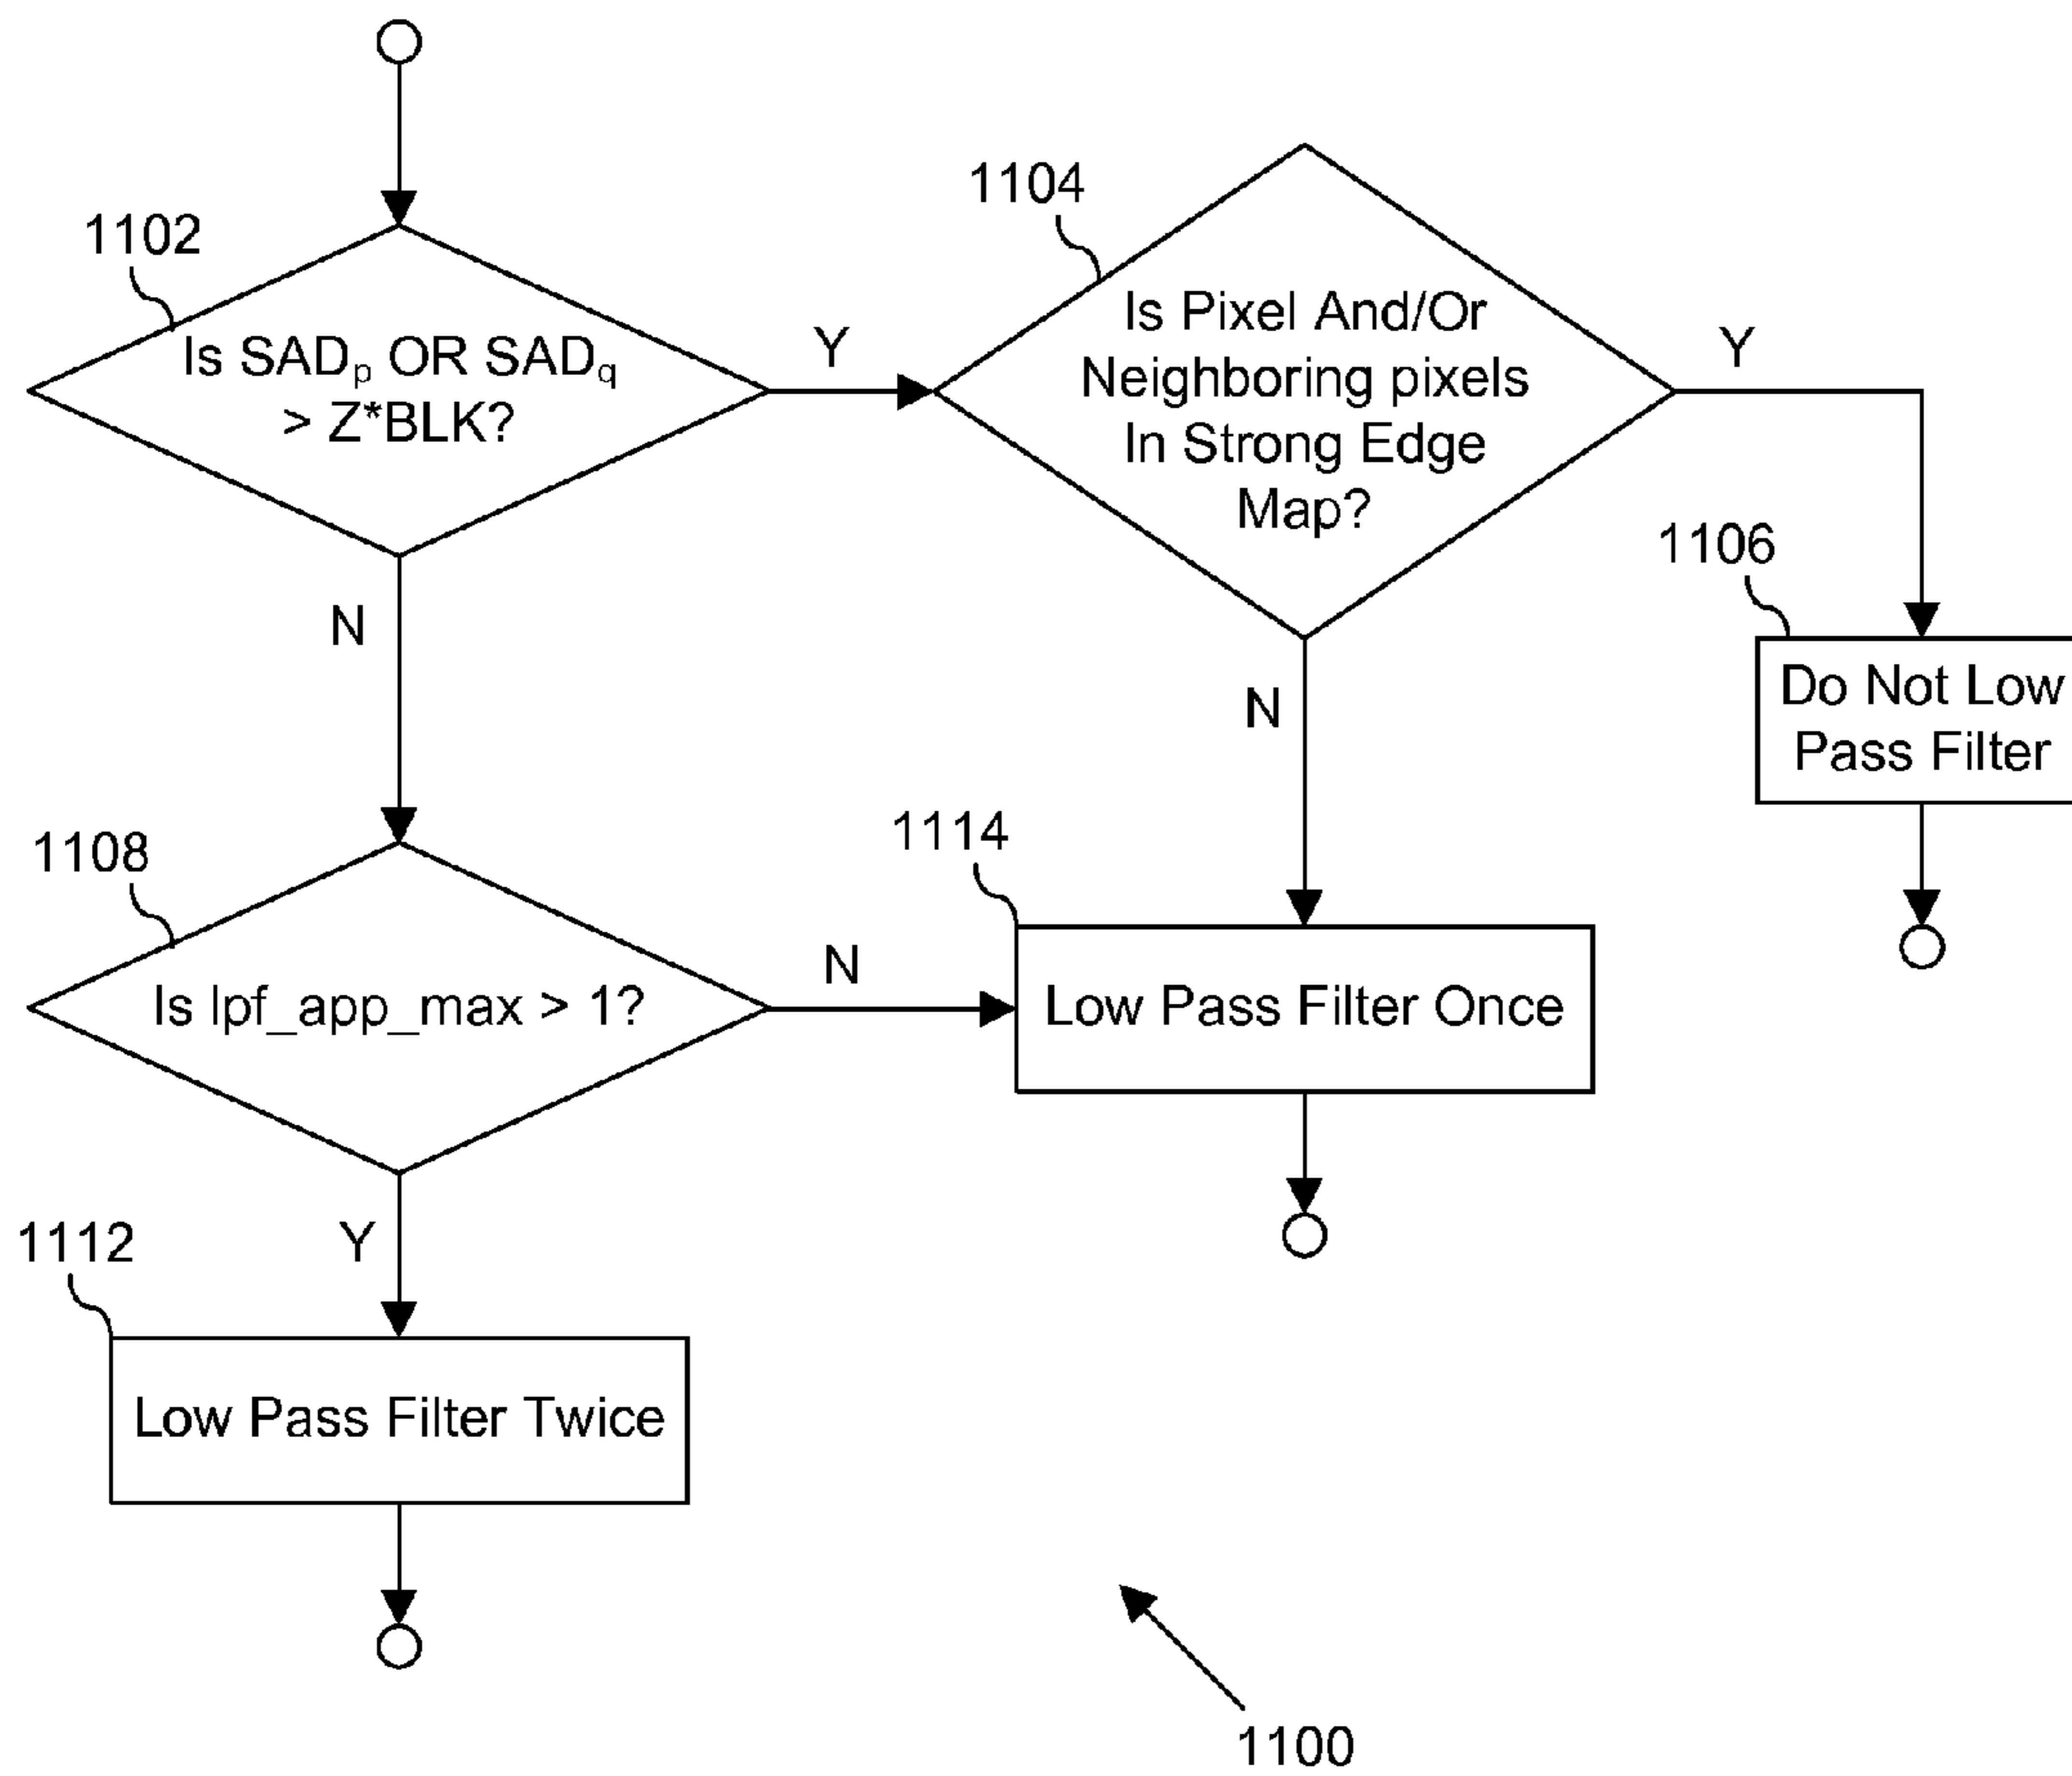 1102
Is SADp OR SADq
> Z*BLK?
Y
N
1104
Is Pixel And/Or
Neighboring pixels
In Strong Edge
Map?
Y
N
1106
Do Not Low
Pass Filter
1108
Is lpf_app_max > 1?
N
Y
1114
Low Pass Filter Once
1112
Low Pass Filter Twice
1100